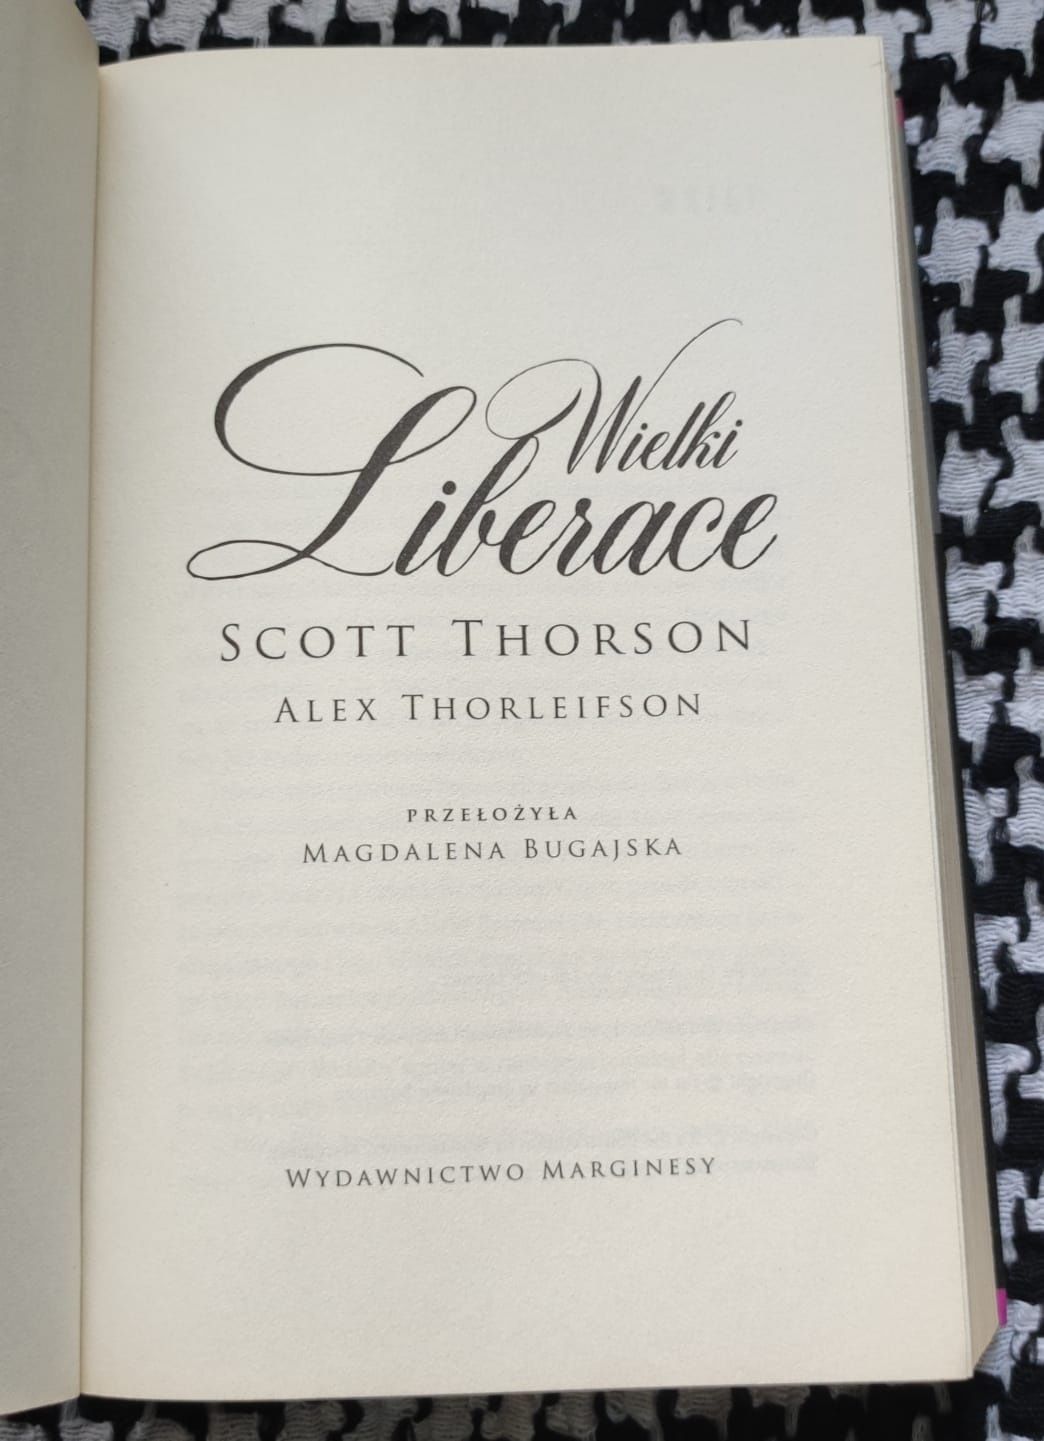 Wielki
Liberace
SCOTT THORSON
ALEX THORLEIFSON
PRZEŁOŻYŁA
MAGDALENA BUGAJSKA
WYDAWNICTWO MARGINESY